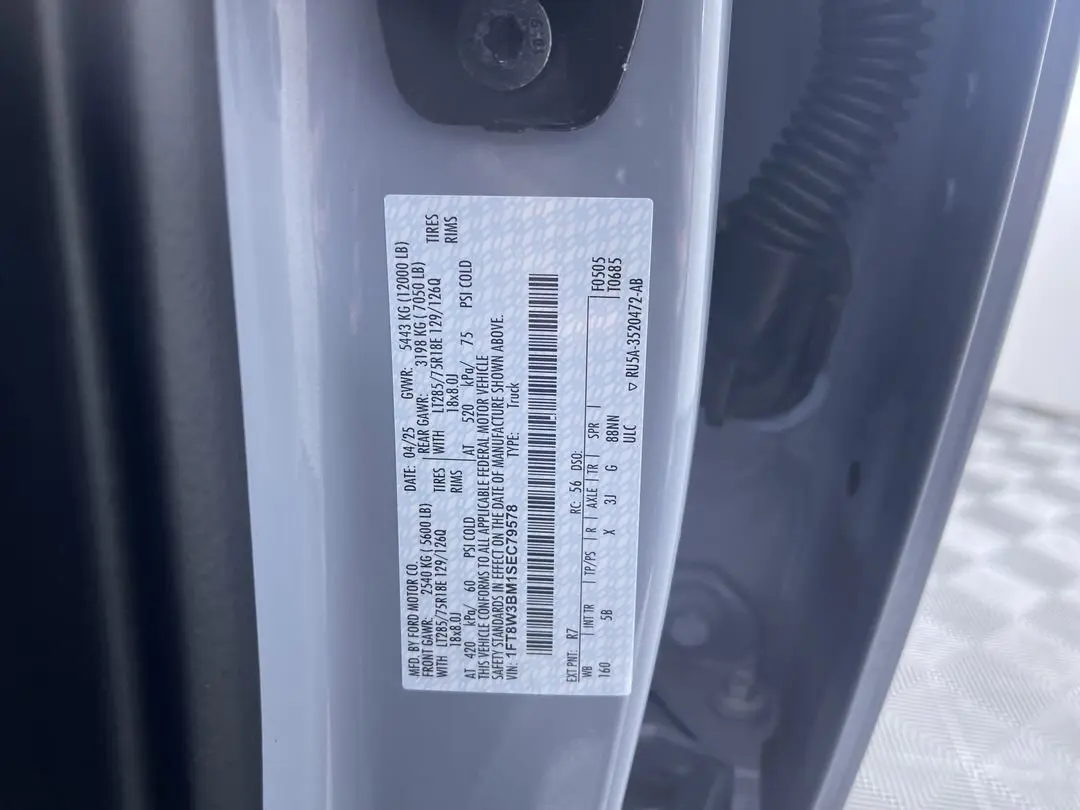 MFD. BY FORD MOTOR CO.
DATE: 04/25 GVWR: 5443 KG (12000 LB)
FRONT GAWR: 2540 KG ( 5600 LB)
REAR GAWR: 3198 KG ( 7050 LB)
WITH LT285/75R18E 129/126Q TIRES
WITH LT285/75R18E 129/126Q TIRES
18x8.0J RIMS
18x8.0J RIMS
AT 420 kPa/ 60 PSI COLD
AT 520 kPa/ 75 PSI COLD
THIS VEHICLE CONFORMS TO ALL APPLICABLE FEDERAL MOTOR VEHICLE
SAFETY STANDARDS IN EFFECT ON THE DATE OF MANUFACTURE SHOWN ABOVE.
VIN: 1FT8W3BM1SEC79578 TYPE: Truck
EXT PNT: R7 RC: 56 DSO: F0505
WB INT TR TP/PS R AXLE TR SPR T0685
160 5B X 3J G 88NN
ULC ▽ RU5A-3520472-AB